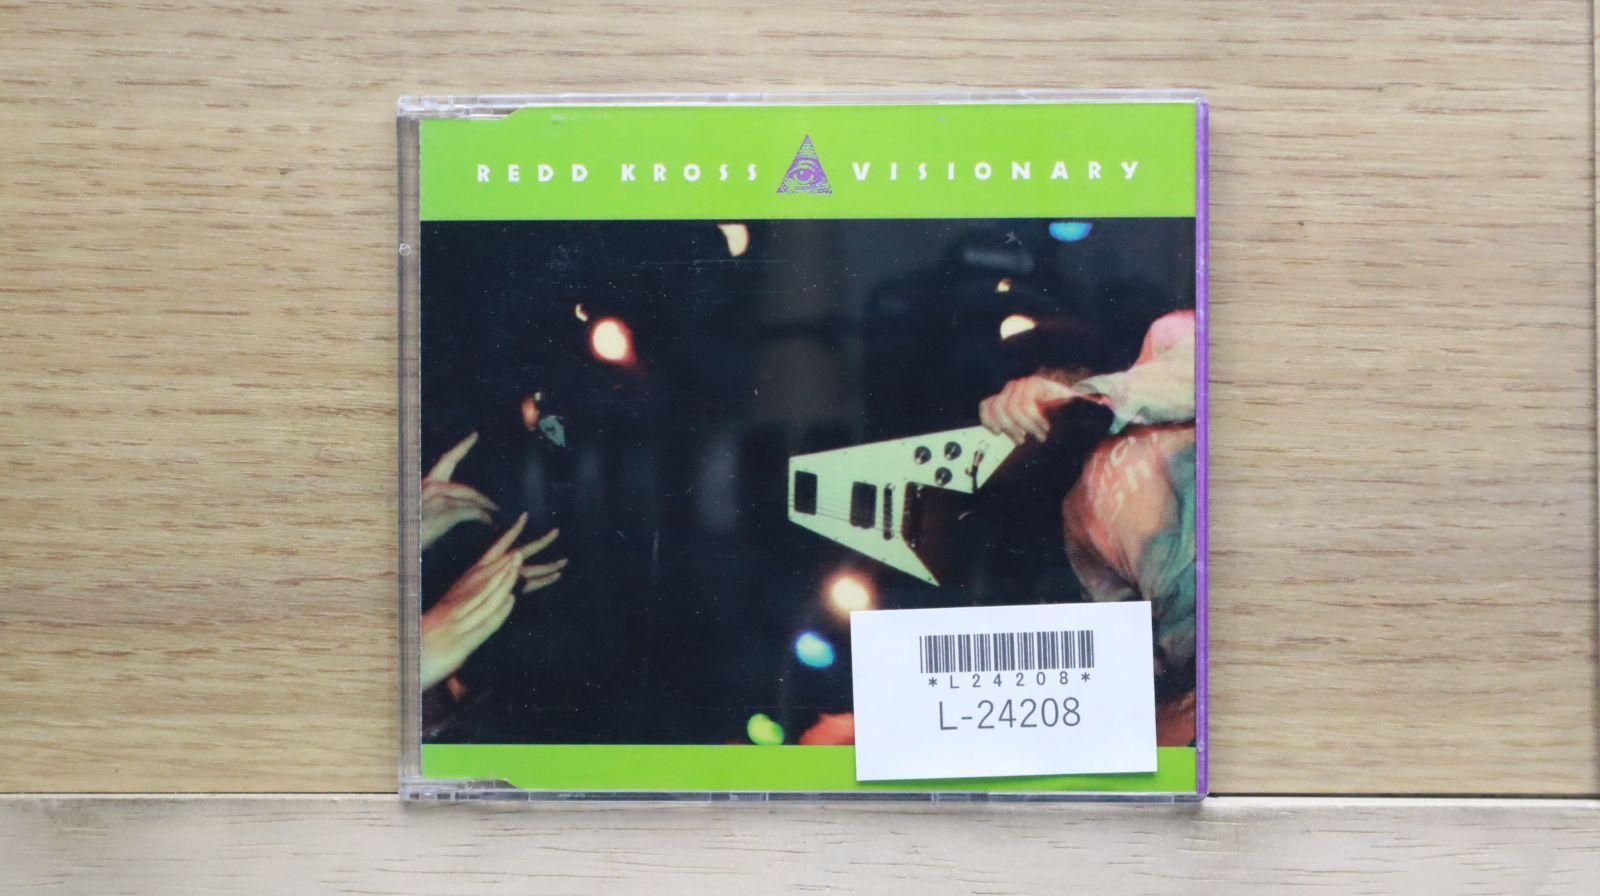 REDD KROSS VISIONARY
*L24208*
L-24208